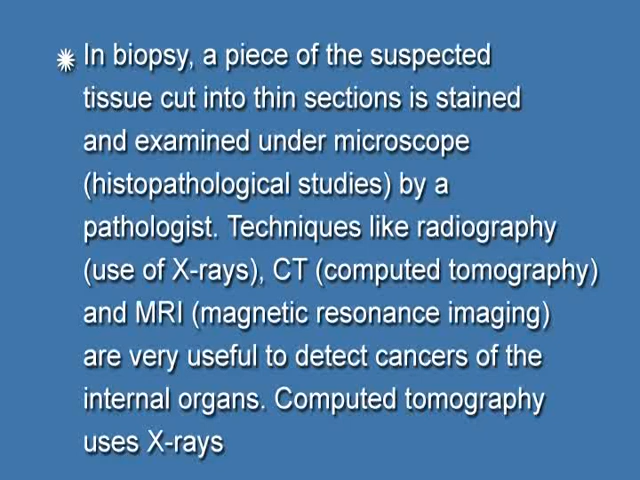 In biopsy, a piece of the suspected
tissue cut into thin sections is stained
and examined under microscope
(histopathological studies) by a
pathologist. Techniques like radiography
(use of X-rays), CT (computed tomography)
and MRI (magnetic resonance imaging)
are very useful to detect cancers of the
internal organs. Computed tomography
uses X-rays